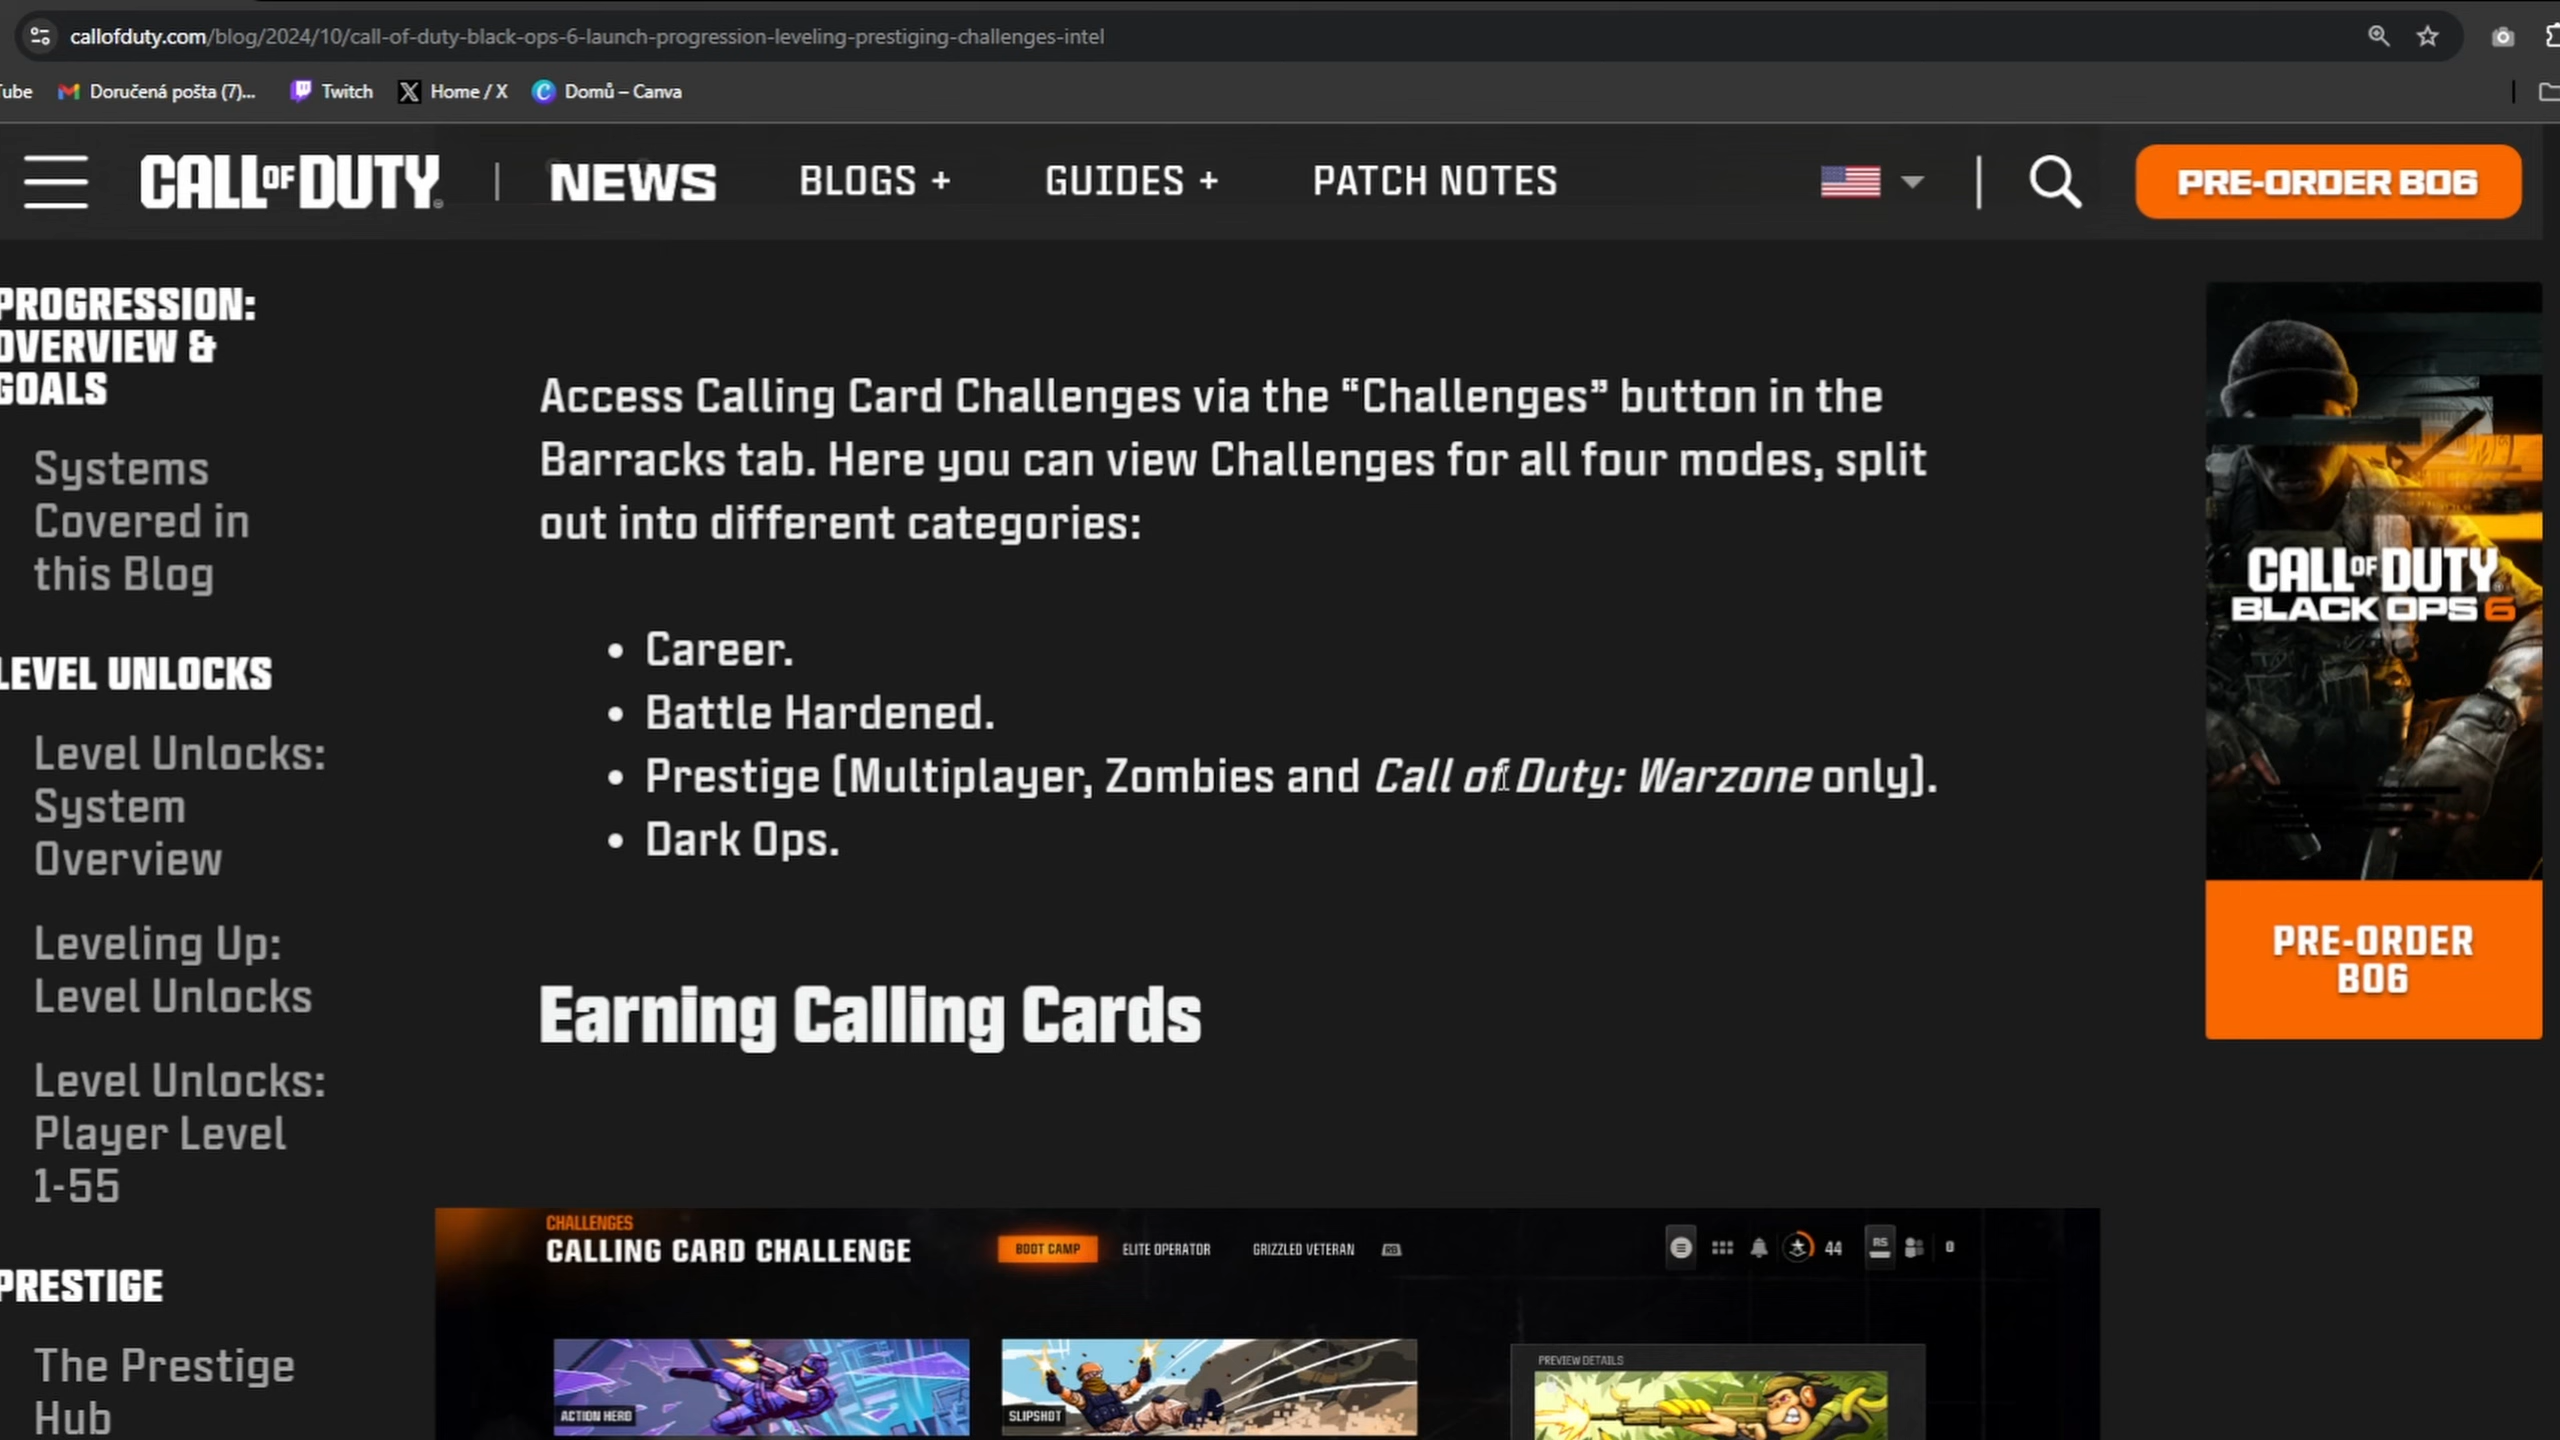 callofduty.com/blog/2024/10/call-of-duty-black-ops-6-launch-progression-leveling-prestiging-challenges-intel
Tube
Doručená pošta (7)...
Twitch
Home / X
Domů – Canva
CALL OF DUTY
NEWS
BLOGS +
GUIDES +
PATCH NOTES
PRE-ORDER BO6
PROGRESSION:
OVERVIEW &
GOALS
Systems
Covered in
this Blog
LEVEL UNLOCKS
Level Unlocks:
System
Overview
Leveling Up:
Level Unlocks
Level Unlocks:
Player Level
1-55
PRESTIGE
The Prestige
Hub
Access Calling Card Challenges via the “Challenges” button in the
Barracks tab. Here you can view Challenges for all four modes, split
out into different categories:
• Career.
• Battle Hardened.
• Prestige (Multiplayer, Zombies and Call of Duty: Warzone only).
• Dark Ops.
Earning Calling Cards
CHALLENGES
CALLING CARD CHALLENGE
BOOT CAMP
ELITE OPERATOR
GRIZZLED VETERAN
RB
44
RS
0
ACTION HERO
SLIPSHOT
PREVIEW DETAILS
CALL OF DUTY
BLACK OPS 6
PRE-ORDER
BO6